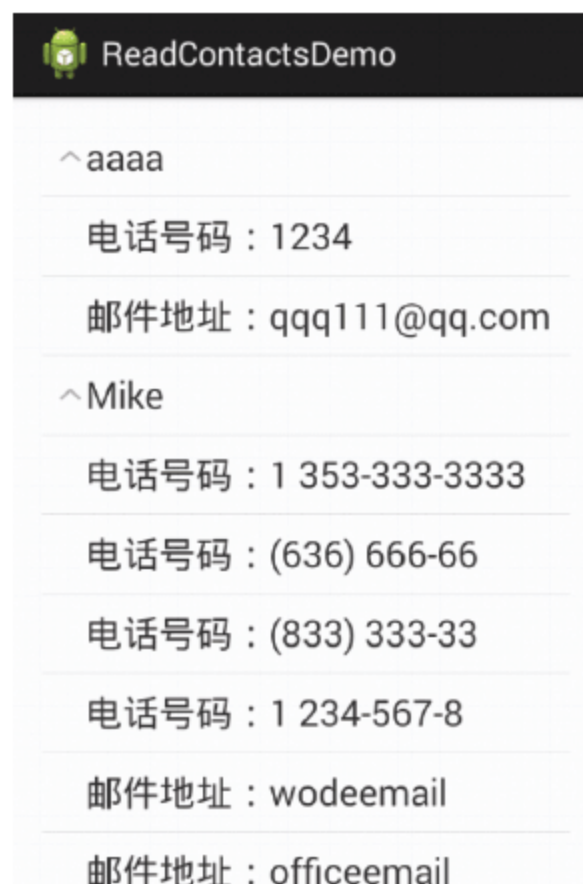 ReadContactsDemo
aaaa
电话号码：1234
邮件地址：qqq111@qq.com
Mike
电话号码：1 353-333-3333
电话号码：(636) 666-66
电话号码：(833) 333-33
电话号码：1 234-567-8
邮件地址：wodeemail
邮件地址：officeemail